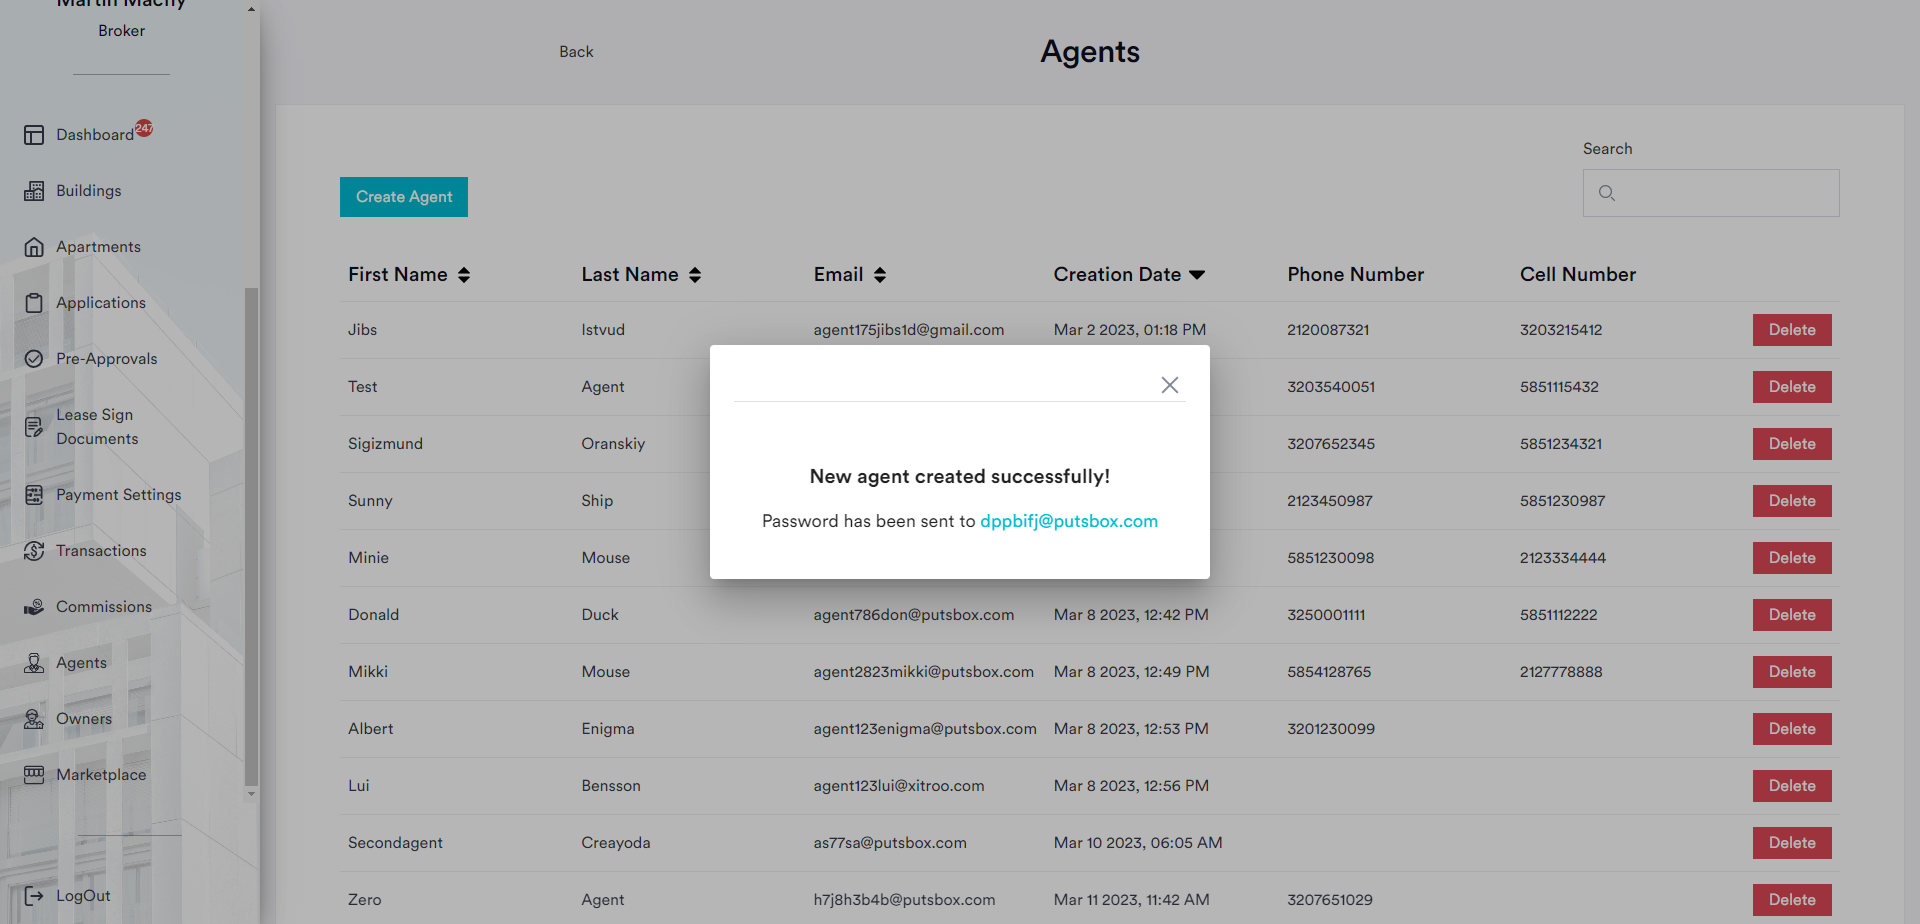 Martin Machy
Broker
Dashboard 247
Buildings
Apartments
Applications
Pre-Approvals
Lease Sign
Documents
Payment Settings
Transactions
Commissions
Agents
Owners
Marketplace
LogOut
Back
Agents
Search
Create Agent
First Name Last Name Email Creation Date Phone Number Cell Number
Jibs Istvud agent175jibs1d@gmail.com Mar 2 2023, 01:18 PM 2120087321 3203215412 Delete
Test Agent 3203540051 5851115432 Delete
Sigizmund Oranskiy 3207652345 5851234321 Delete
Sunny Ship 2123450987 5851230987 Delete
Minie Mouse 5851230098 2123334444 Delete
Donald Duck agent786don@putsbox.com Mar 8 2023, 12:42 PM 3250001111 5851112222 Delete
Mikki Mouse agent2823mikki@putsbox.com Mar 8 2023, 12:49 PM 5854128765 2127778888 Delete
Albert Enigma agent123enigma@putsbox.com Mar 8 2023, 12:53 PM 3201230099 Delete
Lui Bensson agent123lui@xitroo.com Mar 8 2023, 12:56 PM Delete
Secondagent Creayoda as77sa@putsbox.com Mar 10 2023, 06:05 AM Delete
Zero Agent h7j8h3b4b@putsbox.com Mar 11 2023, 11:42 AM 3207651029 Delete
New agent created successfully!
Password has been sent to dppbifj@putsbox.com